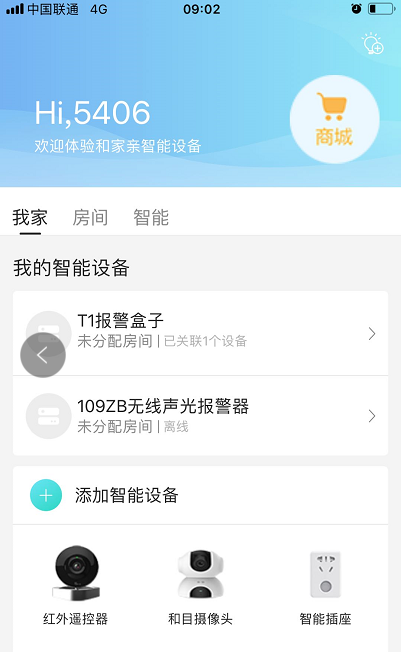 中国联通 4G 09:02
Hi,5406
欢迎体验和家亲智能设备
商城
我家 房间 智能
我的智能设备
T1报警盒子
未分配房间 | 已关联1个设备
109ZB无线声光报警器
未分配房间 | 离线
添加智能设备
红外遥控器 和目摄像头 智能插座